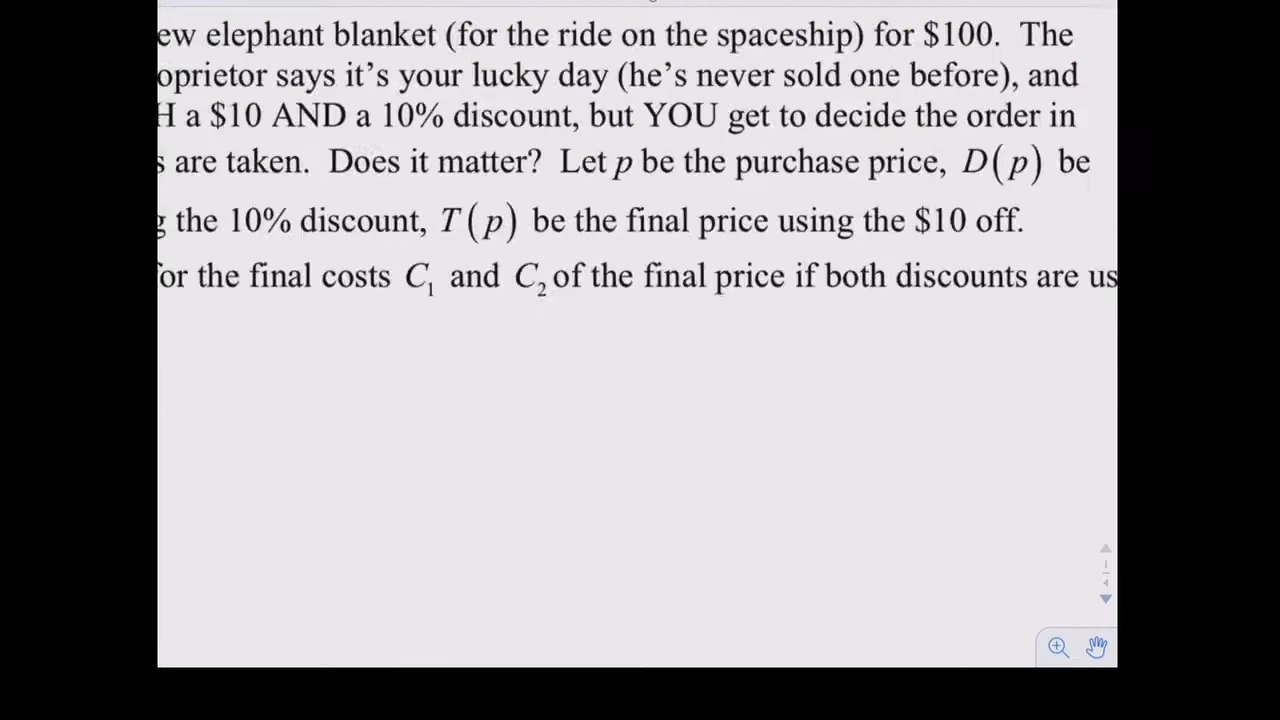 ew elephant blanket (for the ride on the spaceship) for $100. The
oprietor says it's your lucky day (he's never sold one before), and
H a $10 AND a 10% discount, but YOU get to decide the order in
s are taken. Does it matter? Let p be the purchase price, D(p) be
g the 10% discount, T(p) be the final price using the $10 off.
for the final costs C₁ and C₂ of the final price if both discounts are us
1
4